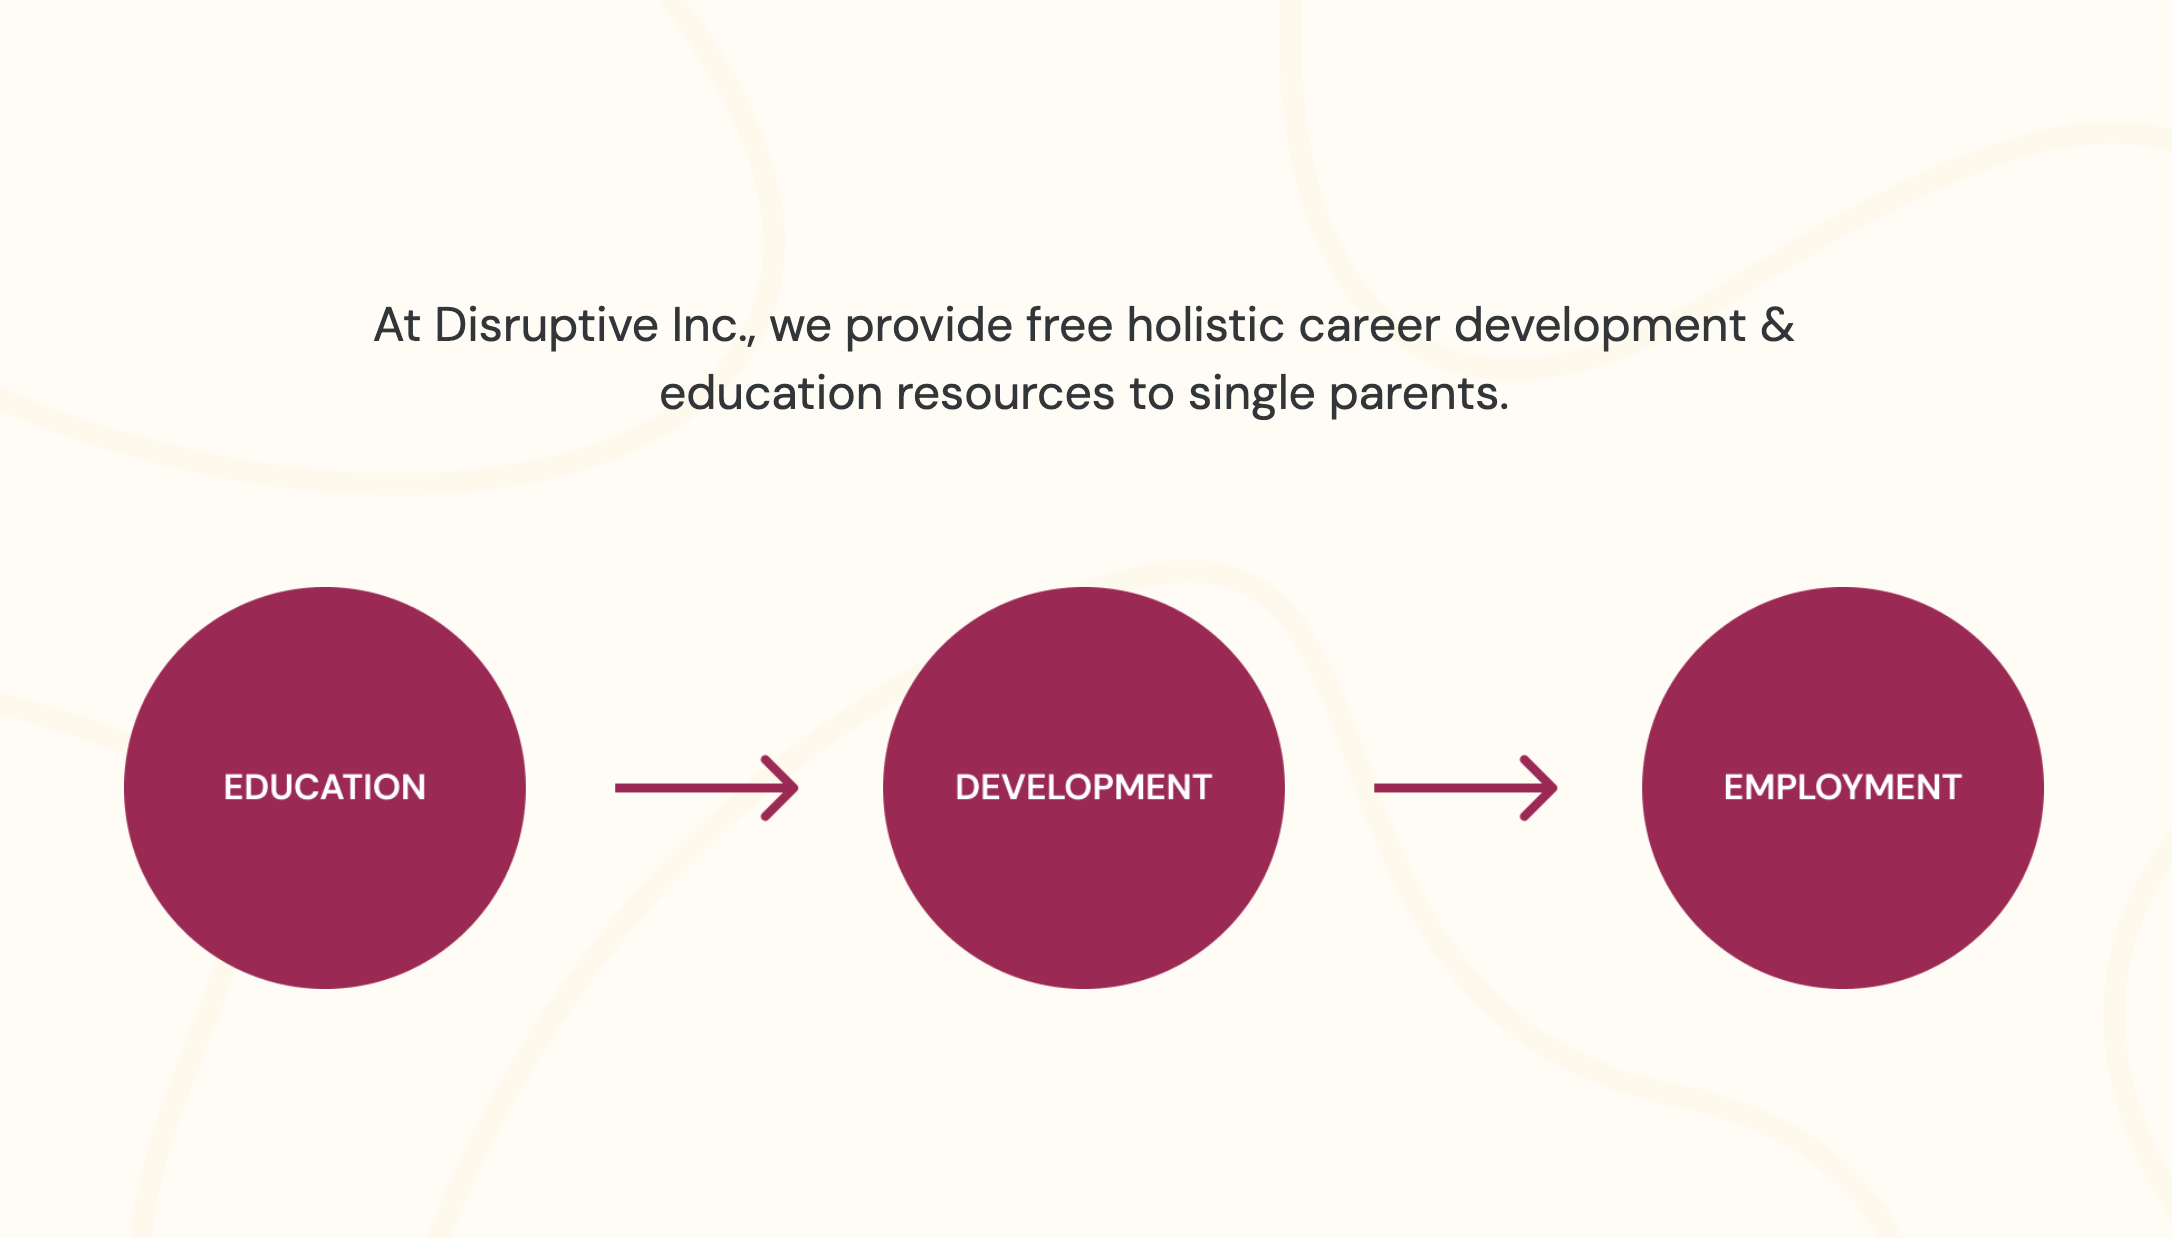 At Disruptive Inc., we provide free holistic career development &
education resources to single parents.
EDUCATION
DEVELOPMENT
EMPLOYMENT